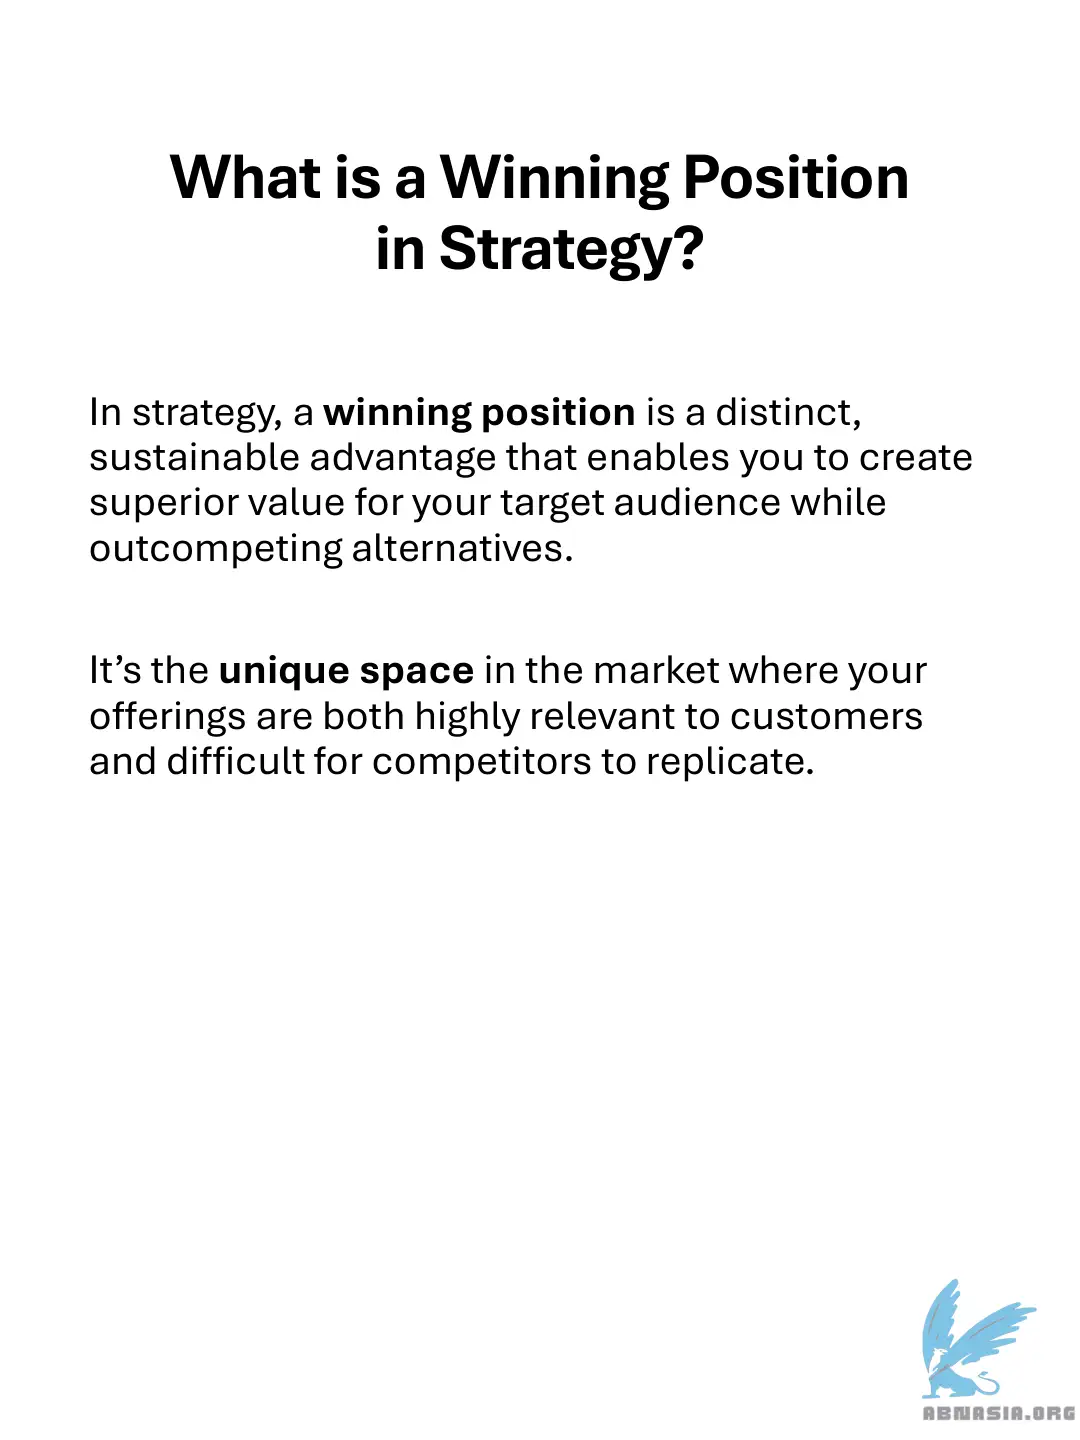 What is a Winning Position
in Strategy?
In strategy, a winning position is a distinct,
sustainable advantage that enables you to create
superior value for your target audience while
outcompeting alternatives.
It’s the unique space in the market where your
offerings are both highly relevant to customers
and difficult for competitors to replicate.
ABNASIA.ORG